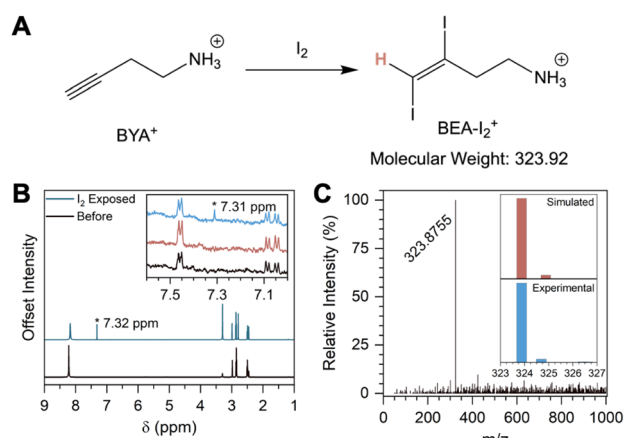 A
I₂
NH₃
+
BYA⁺
H
I
I
NH₃
+
BEA-I₂⁺
Molecular Weight: 323.92
B
I₂ Exposed
Before
* 7.31 ppm
7.5 7.3 7.1
* 7.32 ppm
Offset Intensity
9 8 7 6 5 4 3 2 1
δ (ppm)
C
Relative Intensity (%)
100
75
50
25
0
323.8755
Simulated
Experimental
323 324 325 326 327
0 200 400 600 800 1000
m/z